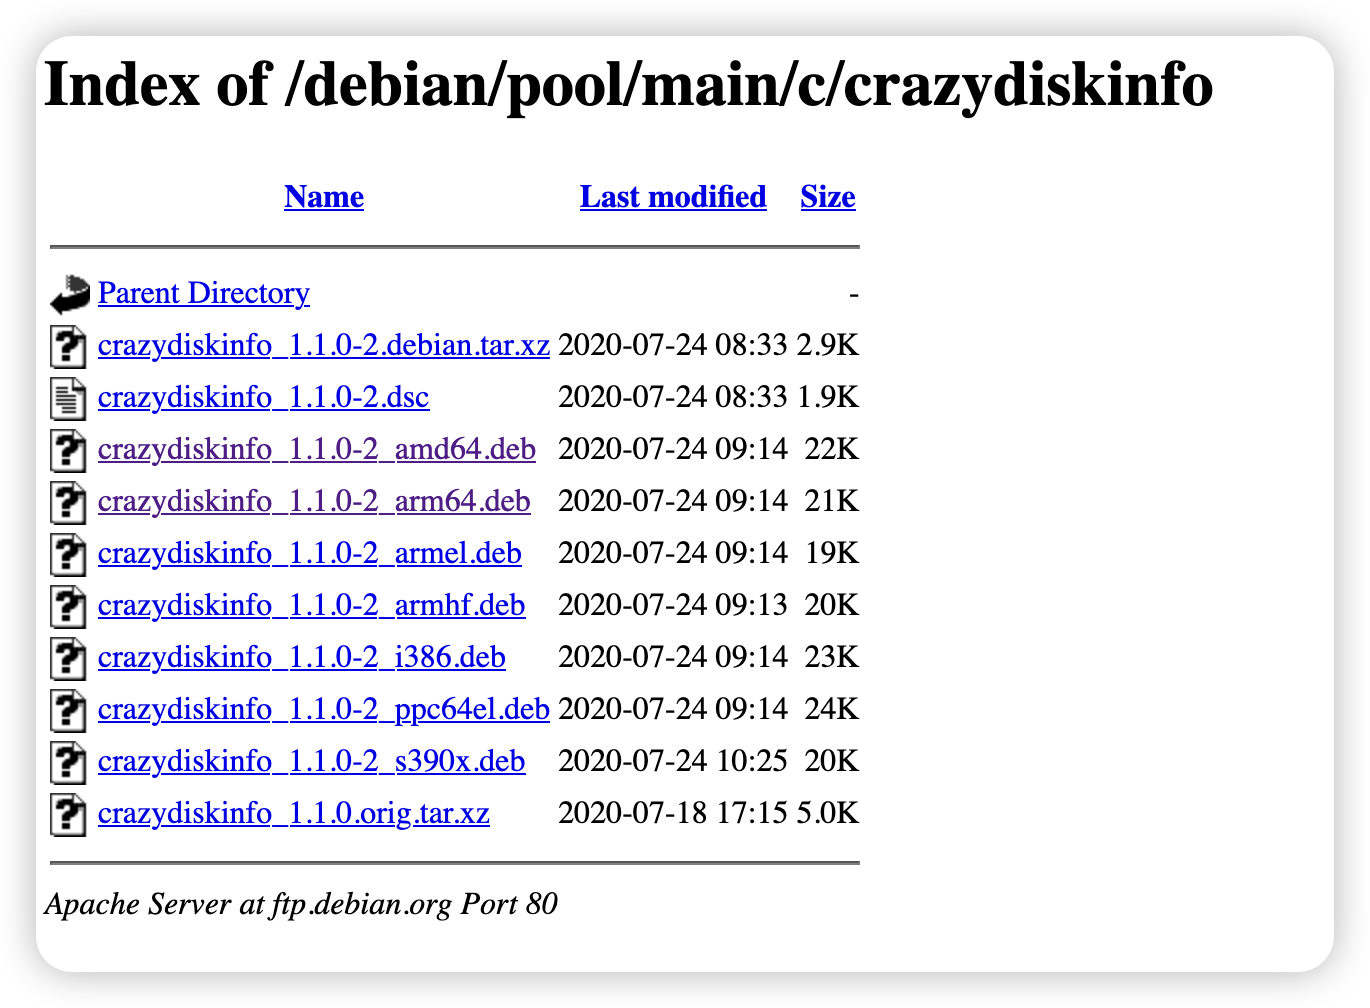 Index of /debian/pool/main/c/crazydiskinfo
Name Last modified Size
Parent Directory -
crazydiskinfo_1.1.0-2.debian.tar.xz 2020-07-24 08:33 2.9K
crazydiskinfo_1.1.0-2.dsc 2020-07-24 08:33 1.9K
crazydiskinfo_1.1.0-2_amd64.deb 2020-07-24 09:14 22K
crazydiskinfo_1.1.0-2_arm64.deb 2020-07-24 09:14 21K
crazydiskinfo_1.1.0-2_armel.deb 2020-07-24 09:14 19K
crazydiskinfo_1.1.0-2_armhf.deb 2020-07-24 09:13 20K
crazydiskinfo_1.1.0-2_i386.deb 2020-07-24 09:14 23K
crazydiskinfo_1.1.0-2_ppc64el.deb 2020-07-24 09:14 24K
crazydiskinfo_1.1.0-2_s390x.deb 2020-07-24 10:25 20K
crazydiskinfo_1.1.0.orig.tar.xz 2020-07-18 17:15 5.0K
Apache Server at ftp.debian.org Port 80